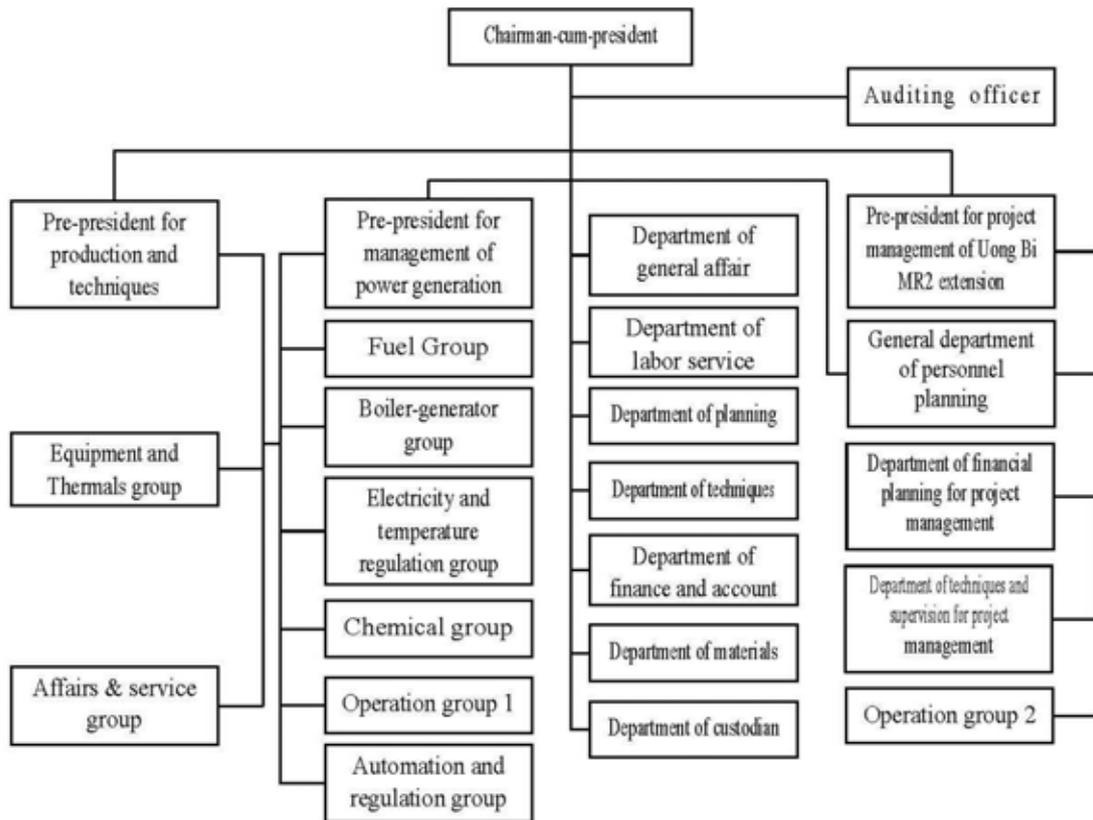 Chairman-cum-president
Auditing officer
Pre-president for
production and
techniques
Equipment and
Thermals group
Affairs & service
group
Pre-president for
management of
power generation
Fuel Group
Boiler-generator
group
Electricity and
temperature
regulation group
Chemical group
Operation group 1
Automation and
regulation group
Department of
general affair
Department of
labor service
Department of planning
Department of techniques
Department of
finance and account
Department of materials
Department of custodian
Pre-president for project
management of Uong Bi
MR2 extension
General department
of personnel
planning
Department of financial
planning for project
management
Department of techniques and
supervision for project
management
Operation group 2